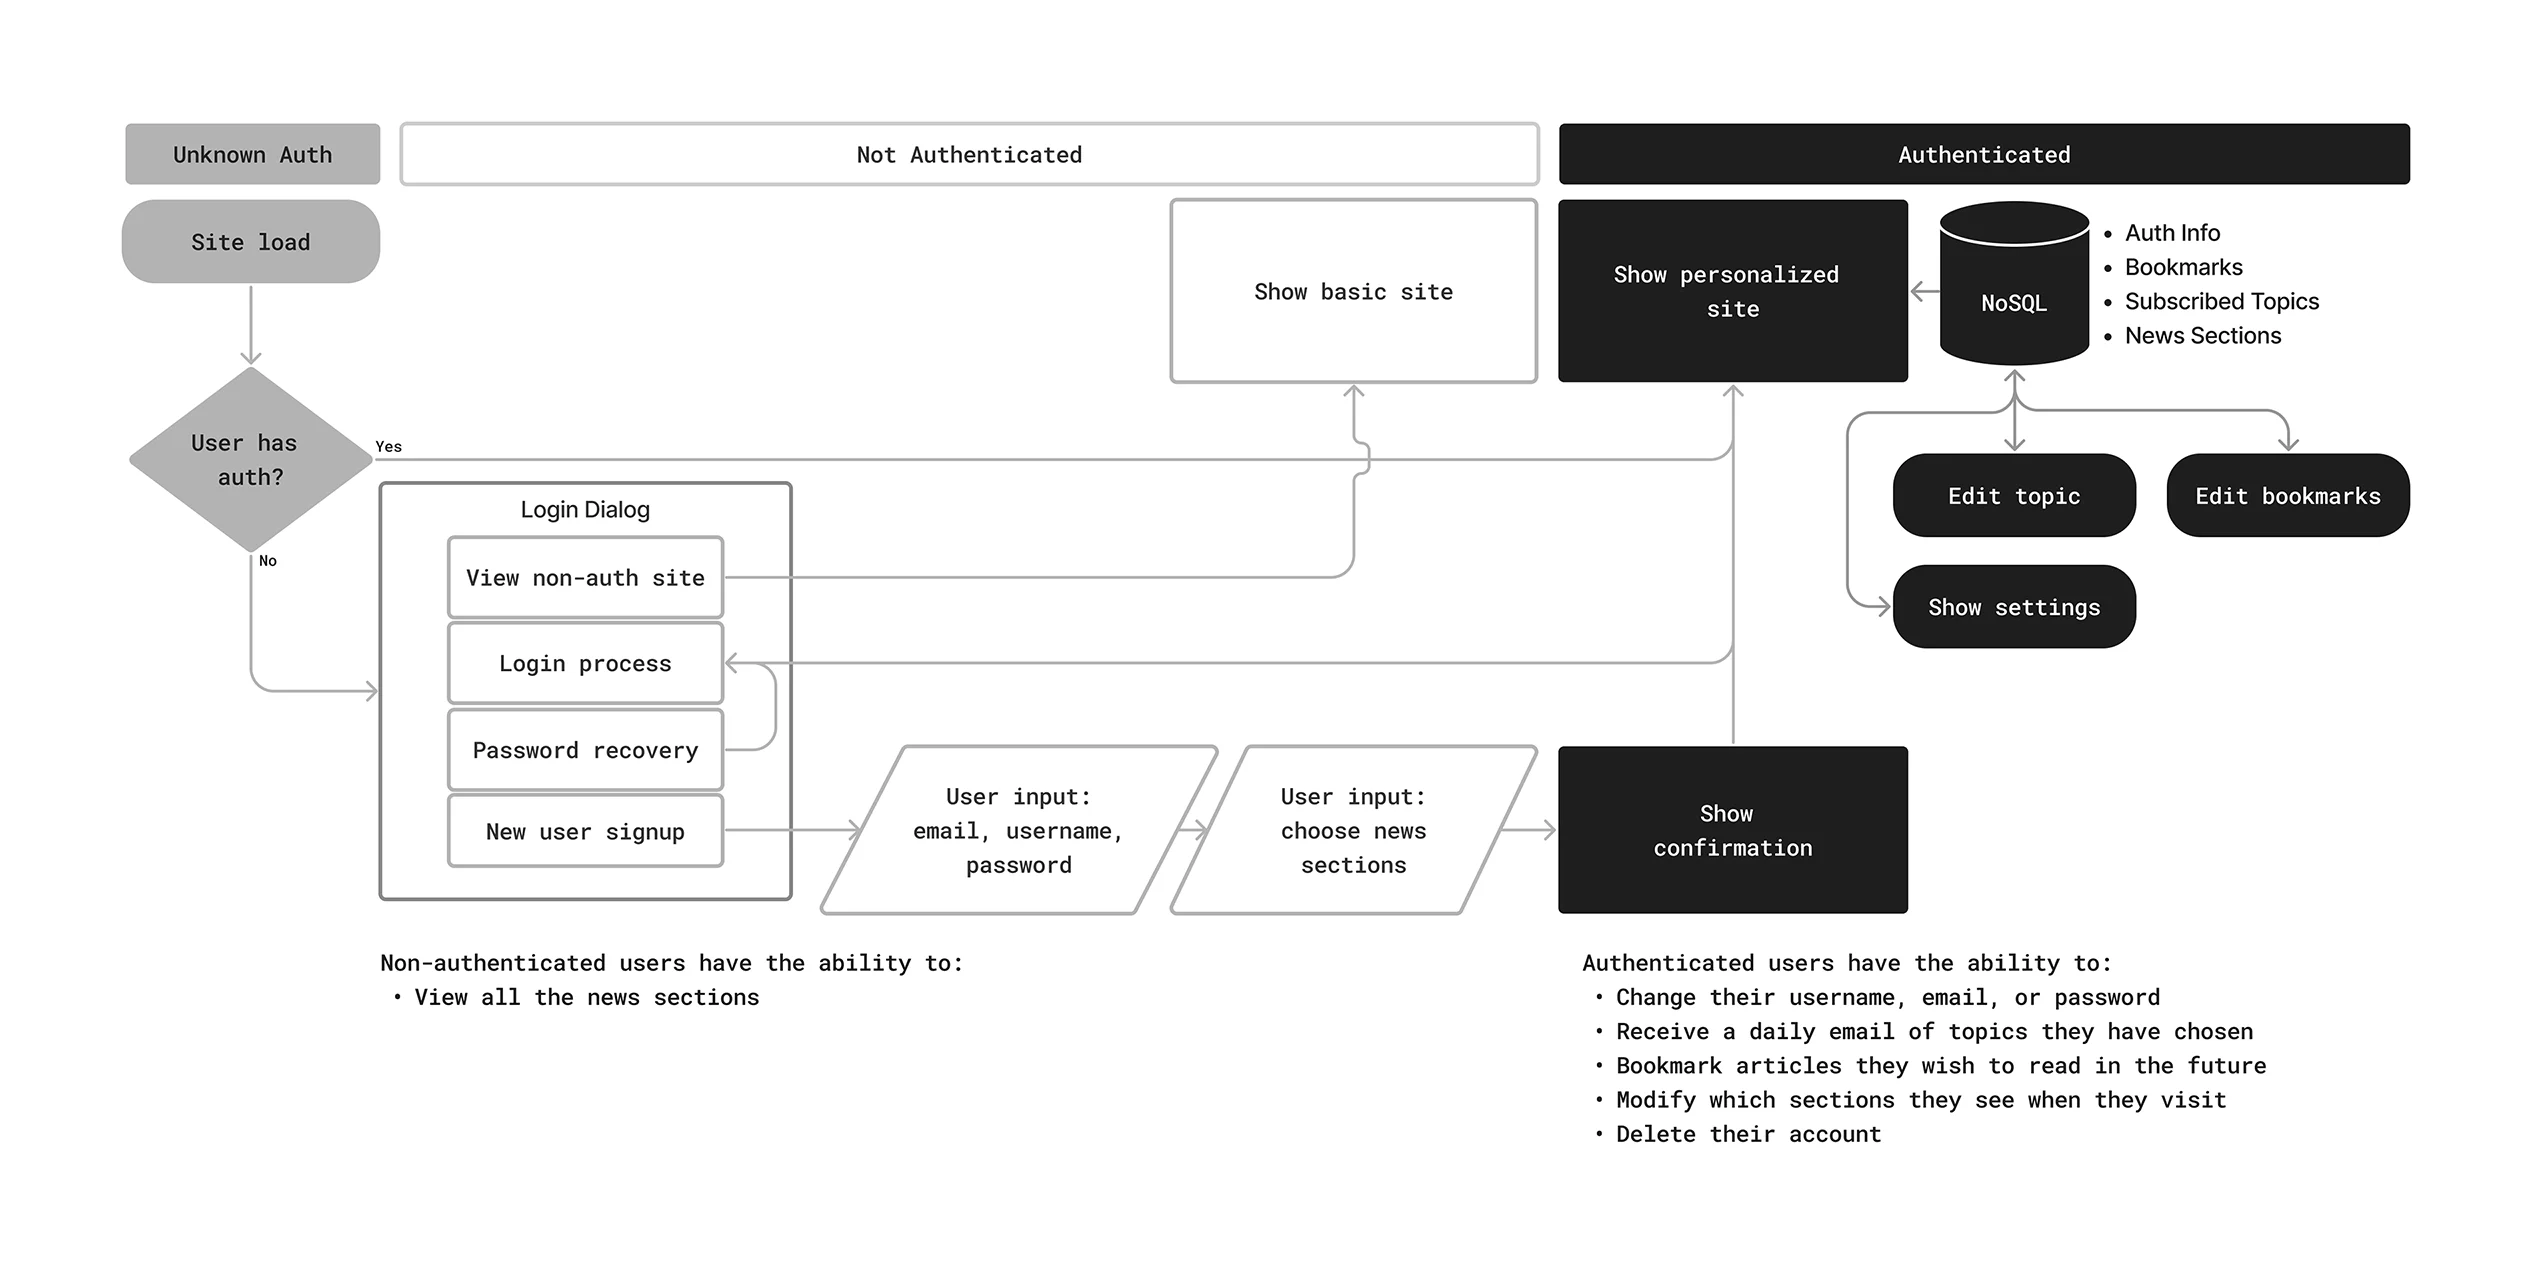 Unknown Auth
Not Authenticated
Authenticated
Site load
Show basic site
Show personalized
site
NoSQL
• Auth Info
• Bookmarks
• Subscribed Topics
• News Sections
User has
auth?
Yes
No
Login Dialog
View non-auth site
Login process
Password recovery
New user signup
Edit topic
Edit bookmarks
Show settings
User input:
email, username,
password
User input:
choose news
sections
Show
confirmation
Non-authenticated users have the ability to:
• View all the news sections
Authenticated users have the ability to:
• Change their username, email, or password
• Receive a daily email of topics they have chosen
• Bookmark articles they wish to read in the future
• Modify which sections they see when they visit
• Delete their account